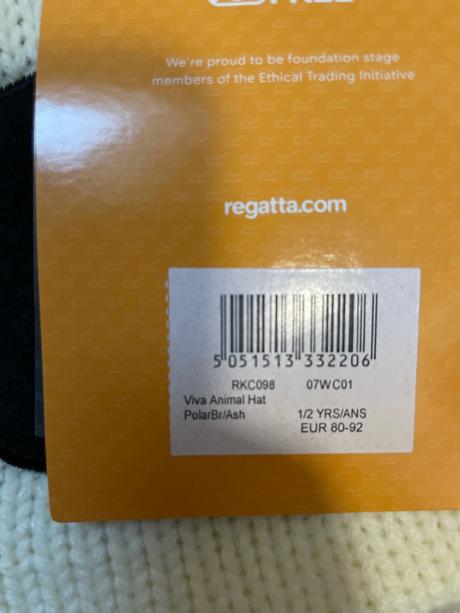 We're proud to be foundation stage
members of the Ethical Trading Initiative
regatta.com
5 051513 332206
RKC098 07WC01
Viva Animal Hat
PolarBr/Ash 1/2 YRS/ANS
EUR 80-92